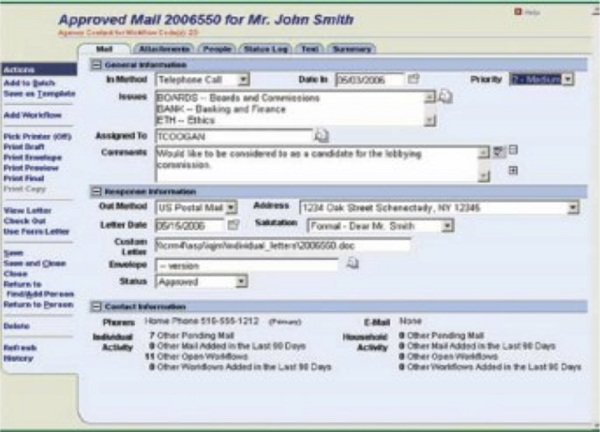 Approved Mail 2006550 for Mr. John Smith
Help
Agency Contact for Workflow Code(s): 23
Mail Attachments People Status Log Text Summary
Actions
Add to Batch
Save as Template
Add Workflow
Pick Printer (Off)
Print Draft
Print Envelope
Print Preview
Print Final
Print Copy
View Letter
Check Out
Use Form Letter
Save
Save and Close
Close
Return to
Find/Add Person
Return to Person
Delete
Refresh
History
General Information
In Method Telephone Call Date In 05/03/2006 Priority ? - Medium
Issues BOARDS -- Boards and Commissions
BANK -- Banking and Finance
ETH -- Ethics
Assigned To TCOOGAN
Comments Would like to be considered to as a candidate for the lobbying
commission.
Response Information
Out Method US Postal Mail Address 1234 Oak Street Schenectady, NY 12345
Letter Date 05/15/2006 Salutation Formal - Dear Mr. Smith
Custom
Letter \individual_letters\2006550.doc
Envelope -- version
Status Approved
Contact Information
Phones Home Phone 516-555-1212 (Primary) E-Mail None
Individual
Activity
7 Other Pending Mail
0 Other Mail Added in the Last 90 Days
11 Other Open Workflows
0 Other Workflows Added in the Last 90 Days
Household
Activity
0 Other Pending Mail
0 Other Mail Added in the Last 90 Days
0 Other Open Workflows
0 Other Workflows Added in the Last 90 Days